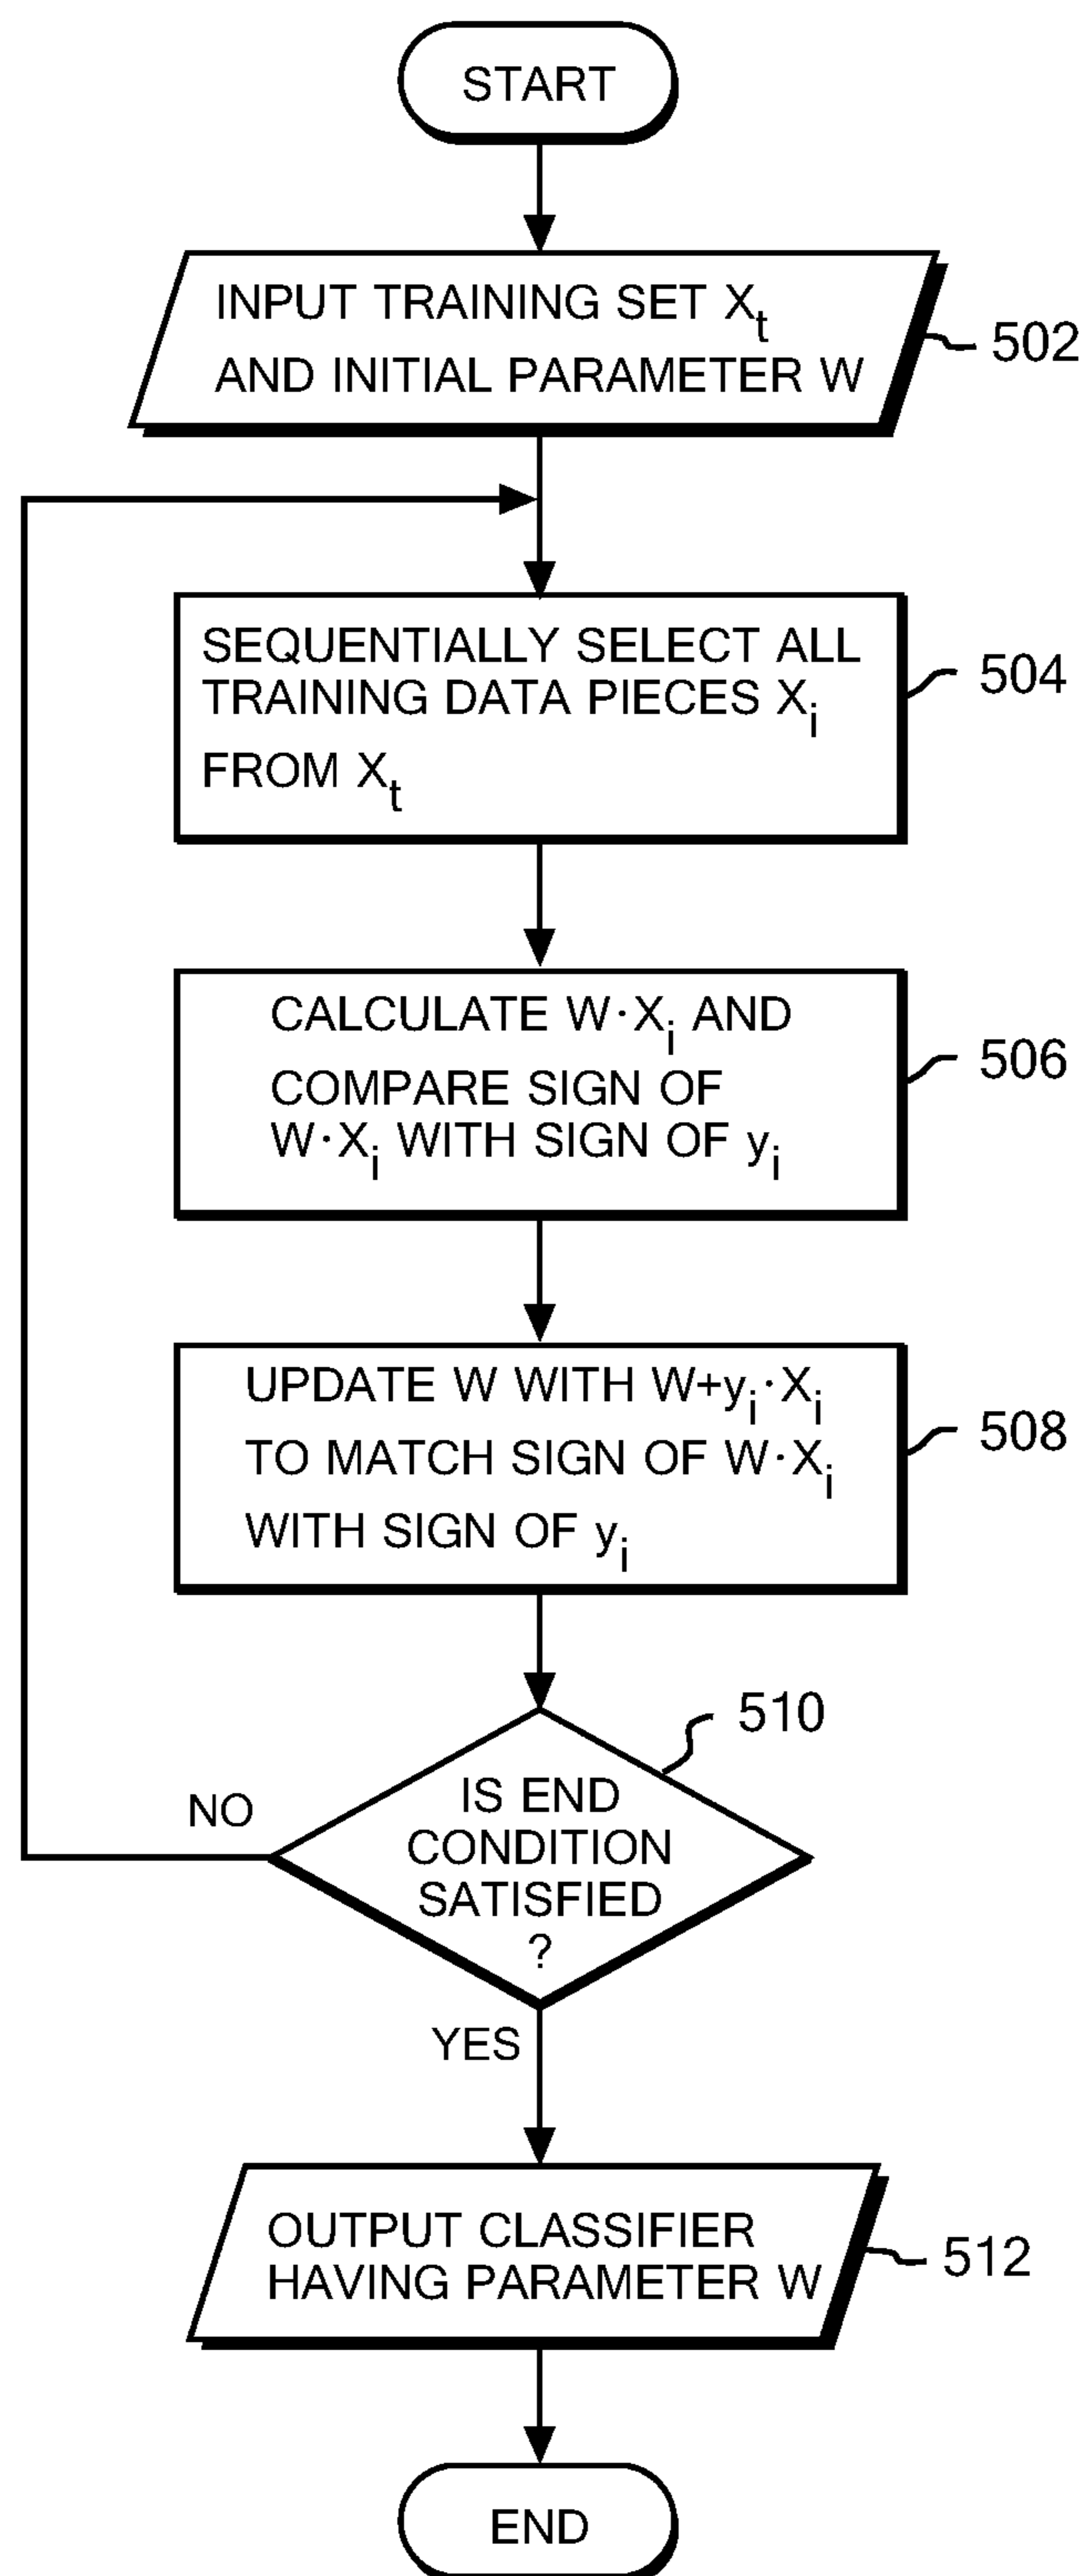 START
INPUT TRAINING SET Xt
AND INITIAL PARAMETER W
502
SEQUENTIALLY SELECT ALL
TRAINING DATA PIECES Xi
FROM Xt
504
CALCULATE W·Xi AND
COMPARE SIGN OF
W·Xi WITH SIGN OF yi
506
UPDATE W WITH W+yi·Xi
TO MATCH SIGN OF W·Xi
WITH SIGN OF yi
508
510
IS END
CONDITION
SATISFIED
?
NO
YES
OUTPUT CLASSIFIER
HAVING PARAMETER W
512
END